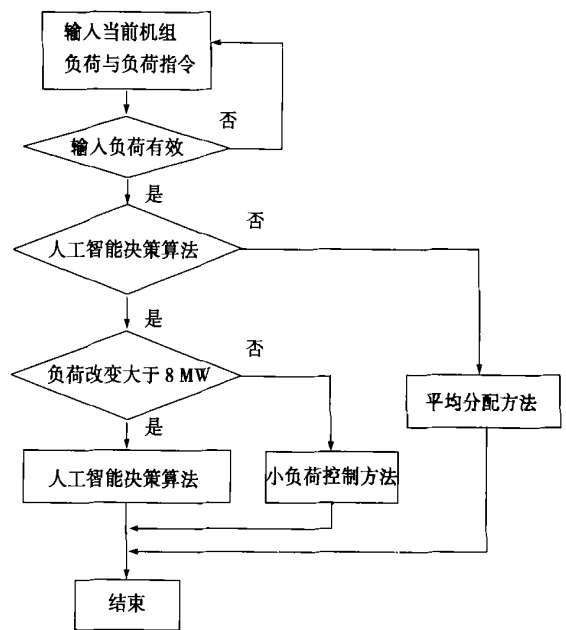 输入当前机组
负荷与负荷指令
否
输入负荷有效
是
否
人工智能决策算法
是
否
负荷改变大于 8 MW
平均分配方法
是
人工智能决策算法
小负荷控制方法
结束